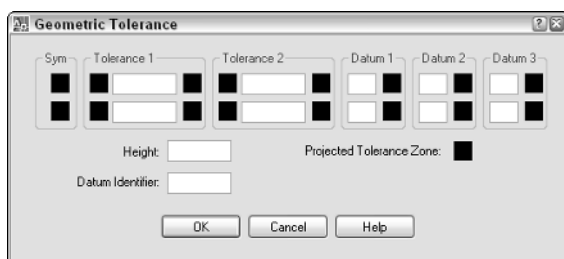 Geometric Tolerance
Sym Tolerance 1 Tolerance 2 Datum 1 Datum 2 Datum 3
Height: Projected Tolerance Zone:
Datum Identifier:
OK Cancel Help